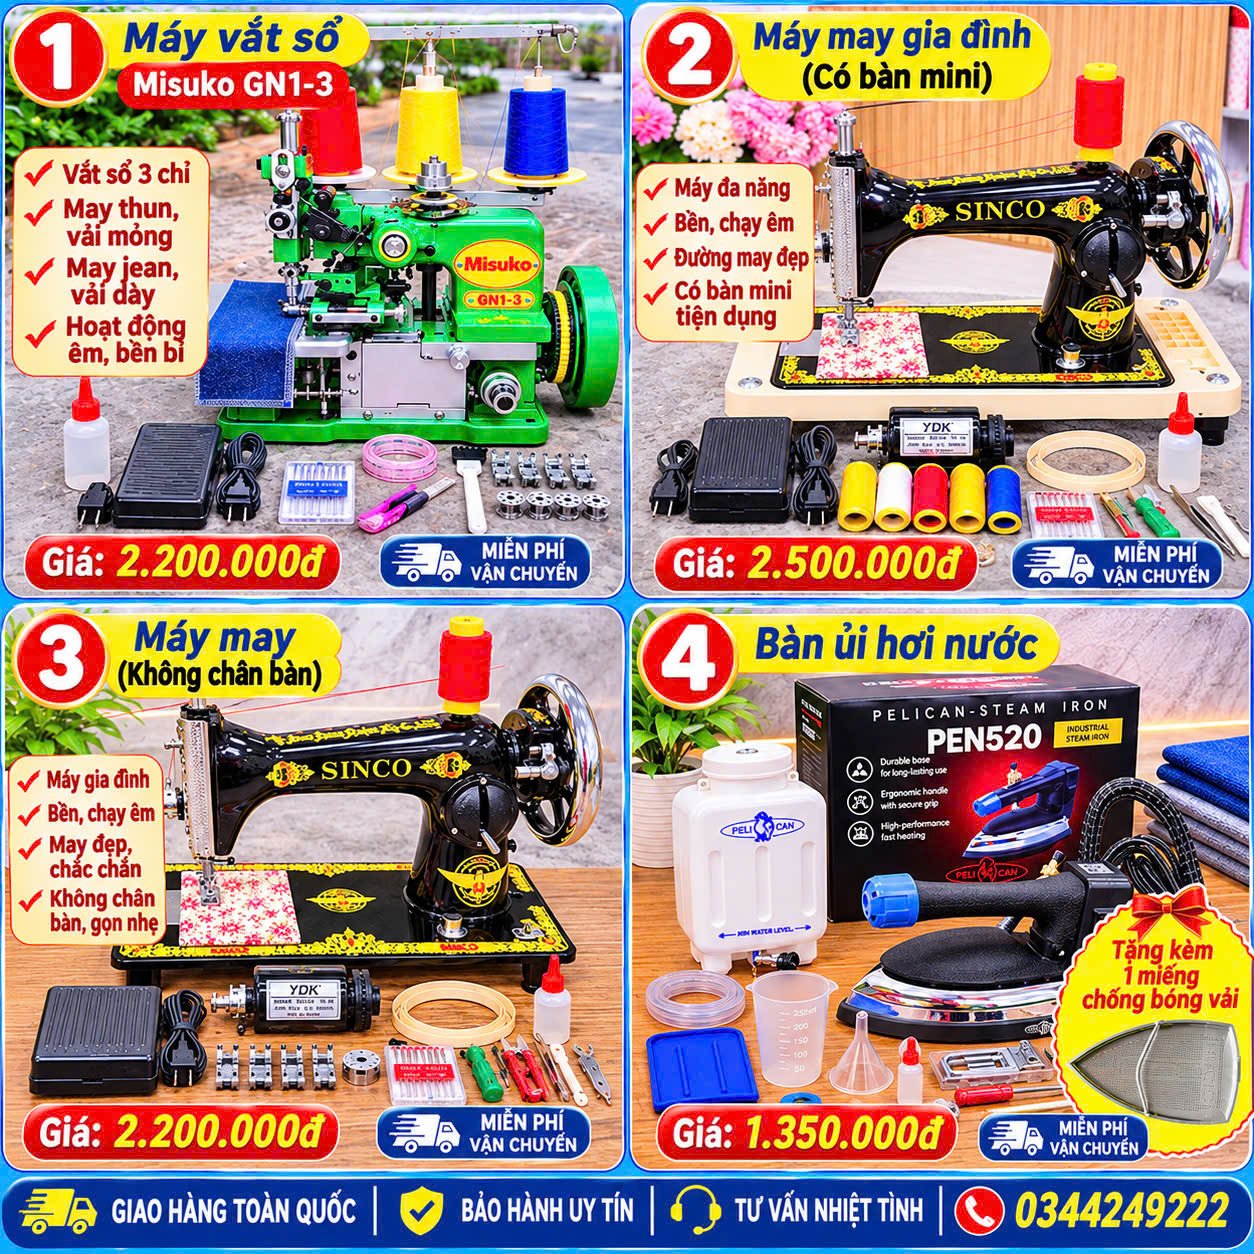 1
Máy vắt sổ
Misuko GN1-3
Vắt sổ 3 chỉ
May thun,
vải mỏng
May jean,
vải dày
Hoạt động
êm, bền bỉ
Misuko
GN1-3
Giá: 2.200.000đ
MIỄN PHÍ
VẬN CHUYỂN
2
Máy may gia đình
(Có bàn mini)
Máy đa năng
Bền, chạy êm
Đường may đẹp
Có bàn mini
tiện dụng
SINCO
YDK
Giá: 2.500.000đ
MIỄN PHÍ
VẬN CHUYỂN
3
Máy may
(Không chân bàn)
Máy gia đình
Bền, chạy êm
May đẹp,
chắc chắn
Không chân
bàn, gọn nhẹ
SINCO
YDK
Giá: 2.200.000đ
MIỄN PHÍ
VẬN CHUYỂN
4
Bàn ủi hơi nước
PELICAN-STEAM IRON
PEN520
INDUSTRIAL
STEAM IRON
Durable base
for long-lasting use
Ergonomic handle
with secure grip
High-performance
fast heating
PELICAN
PELICAN
MIN WATER LEVEL
250ml
200
150
100
50
Tặng kèm
1 miếng
chống bóng vải
Giá: 1.350.000đ
MIỄN PHÍ
VẬN CHUYỂN
GIAO HÀNG TOÀN QUỐC
BẢO HÀNH UY TÍN
TƯ VẤN NHIỆT TÌNH
0344249222